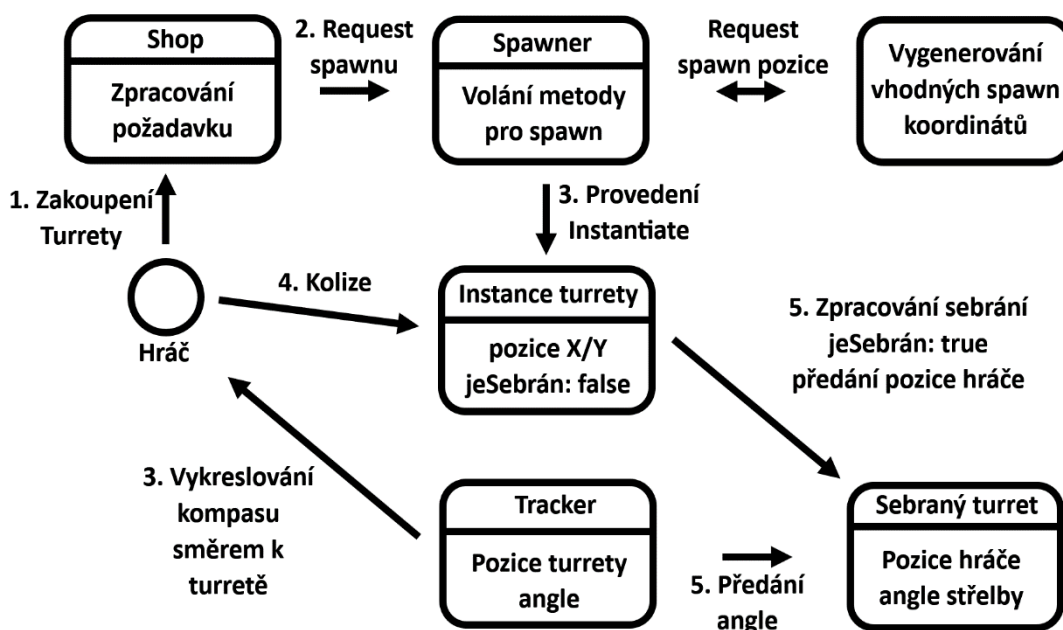 Shop
Zpracování
požadavku
2. Request
spawnu
Spawner
Volání metody
pro spawn
Request
spawn pozice
Vygenerování
vhodných spawn
koordinátů
1. Zakoupení
Turrety
3. Provedení
Instantiate
Hráč
4. Kolize
Instance turrety
pozice X/Y
jeSebrán: false
5. Zpracování sebrání
jeSebrán: true
předání pozice hráče
3. Vykreslování
kompasu
směrem k
turretě
Tracker
Pozice turrety
angle
5. Předání
angle
Sebraný turret
Pozice hráče
angle střelby